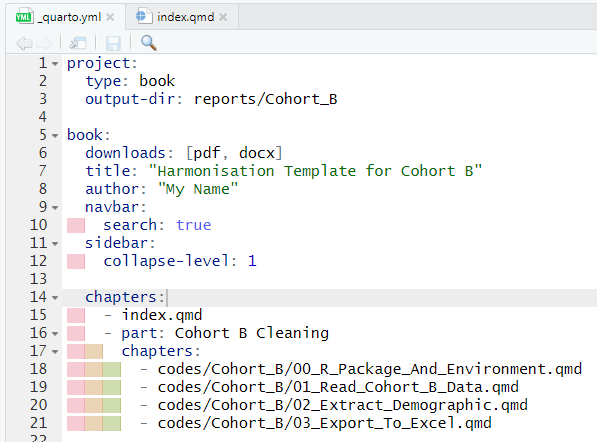 YML _quarto.yml × index.qmd ×
1 project:
2   type: book
3   output-dir: reports/Cohort_B
4
5 book:
6   downloads: [pdf, docx]
7   title: "Harmonisation Template for Cohort B"
8   author: "My Name"
9   navbar:
10     search: true
11   sidebar:
12     collapse-level: 1
13
14   chapters:
15     - index.qmd
16     - part: Cohort B Cleaning
17       chapters:
18         - codes/Cohort_B/00_R_Package_And_Environment.qmd
19         - codes/Cohort_B/01_Read_Cohort_B_Data.qmd
20         - codes/Cohort_B/02_Extract_Demographic.qmd
21         - codes/Cohort_B/03_Export_To_Excel.qmd
22